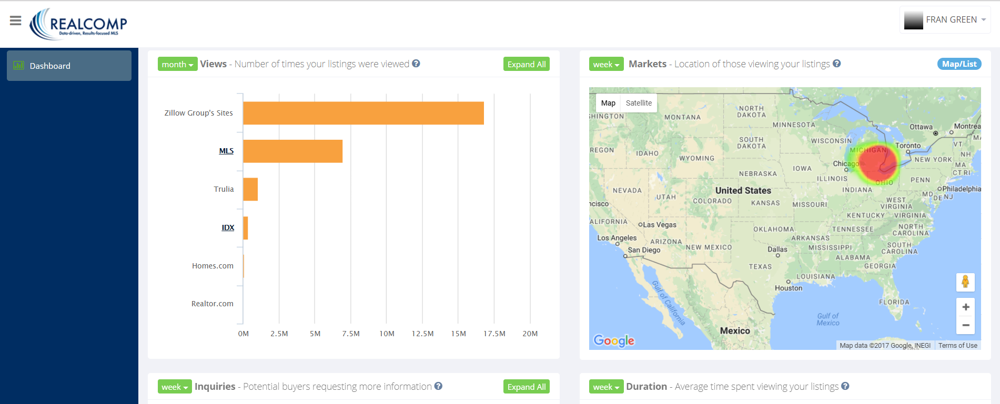 REALCOMP
Data-driven, Results-focused MLS
FRAN GREEN
Dashboard
month Views - Number of times your listings were viewed ? Expand All
Zillow Group's Sites
MLS
Trulia
IDX
Homes.com
Realtor.com
0M 2.5M 5M 7.5M 10M 12.5M 15M 17.5M 20M
week Markets - Location of those viewing your listings ? Map/List
Map Satellite
SHINGTON
MONTANA
NORTH
DAKOTA
MINNESOTA
Ottawa
Montrea
SOUTH
DAKOTA
WISCONSIN
Toronto
VT
MA
REGON
IDAHO
WYOMING
MICHIGAN
NEW YORK
NH
MA
CT RI
Chicago
IOWA
NEBRASKA
ILLINOIS
OHIO
PENN
NEVADA
United States
INDIANA
Philadelphia
UTAH
COLORADO
KANSAS
MISSOURI
WEST
VIRGINIA
MD
DE
NJ
ncisco
KENTUCKY
VIRGINIA
ALIFORNIA
Las Vegas
OKLAHOMA
TENNESSEE
NORTH
CAROLINA
Los Angeles
ARIZONA
NEW MEXICO
ARKANSAS
MISSISSIPPI
SOUTH
CAROLINA
San Diego
Dallas
ALABAMA
TEXAS
GEORGIA
LOUISIANA
Houston
Gulf of California
FLORIDA
Gulf of
Mexico
Mexico
+
−
Google
Map data ©2017 Google, INEGI Terms of Use
week Inquiries - Potential buyers requesting more information ? Expand All
week Duration - Average time spent viewing your listings ?